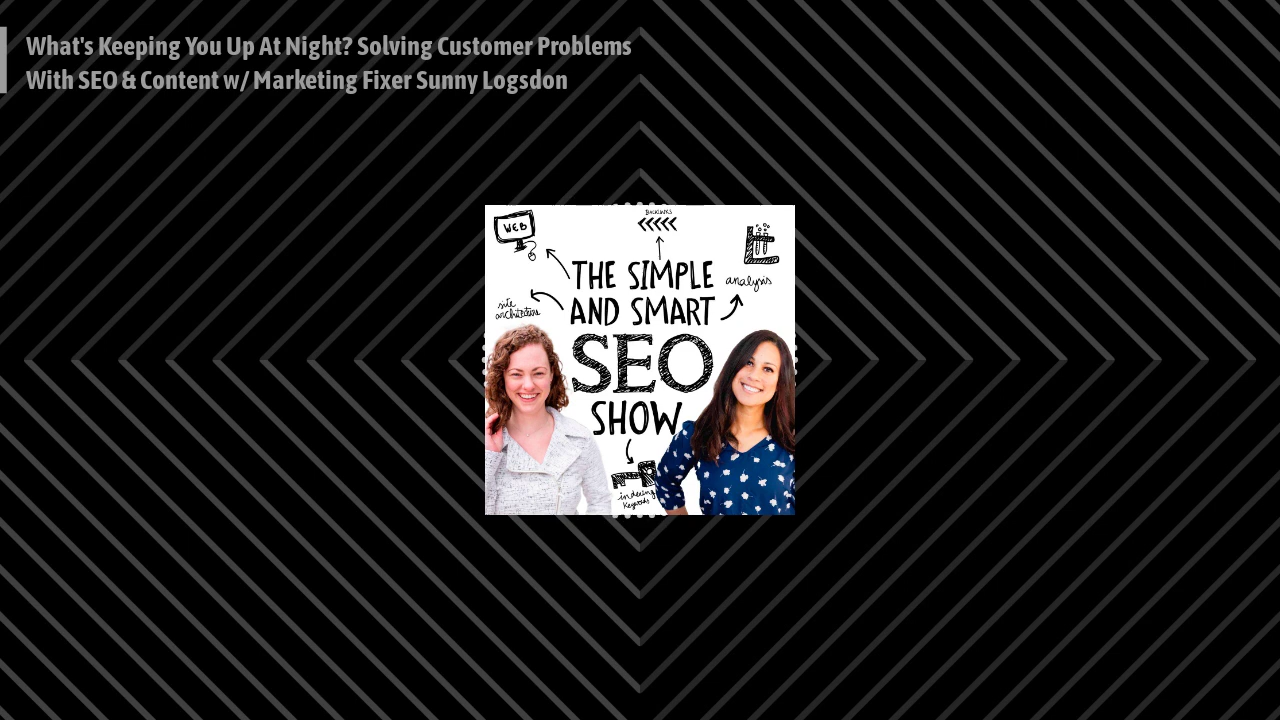 What's Keeping You Up At Night? Solving Customer Problems
With SEO & Content w/ Marketing Fixer Sunny Logsdon
WEB
BACKLINKS
THE SIMPLE
analysis
site
architecture
AND SMART
SEO
SHOW
indexing
keywords